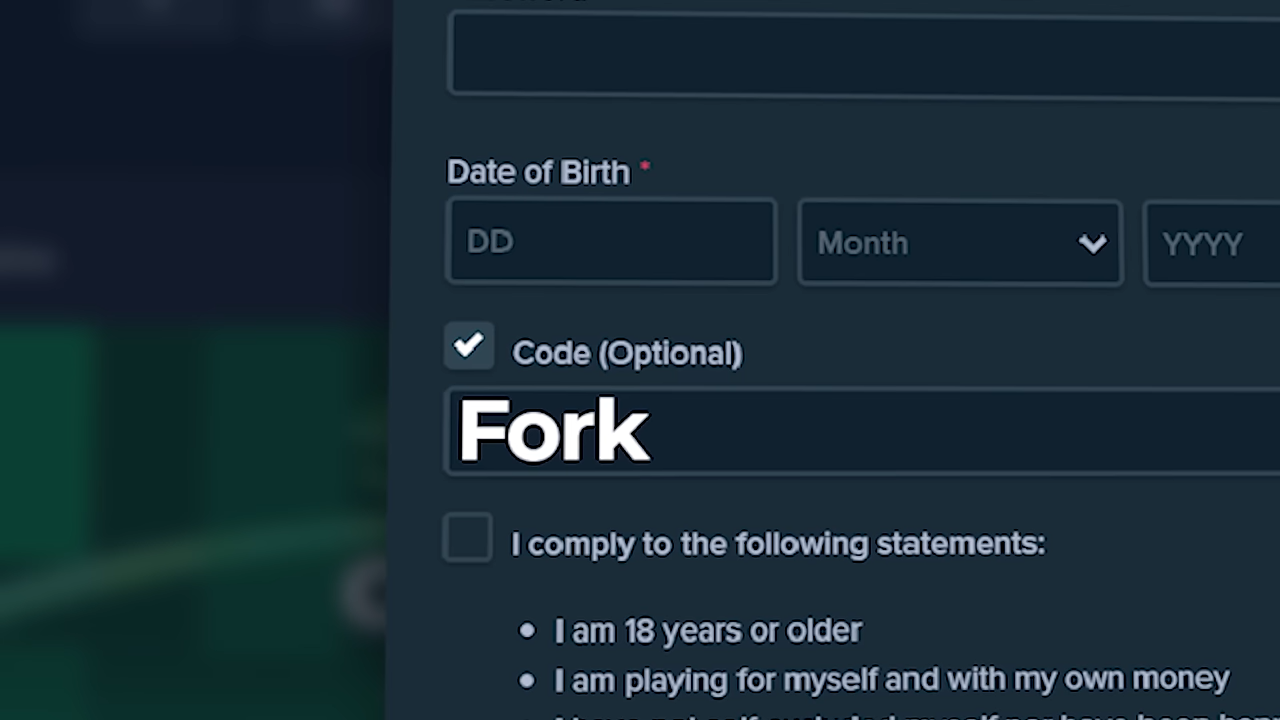 Date of Birth *
DD
Month
YYYY
Code (Optional)
Fork
I comply to the following statements:
• I am 18 years or older
• I am playing for myself and with my own money